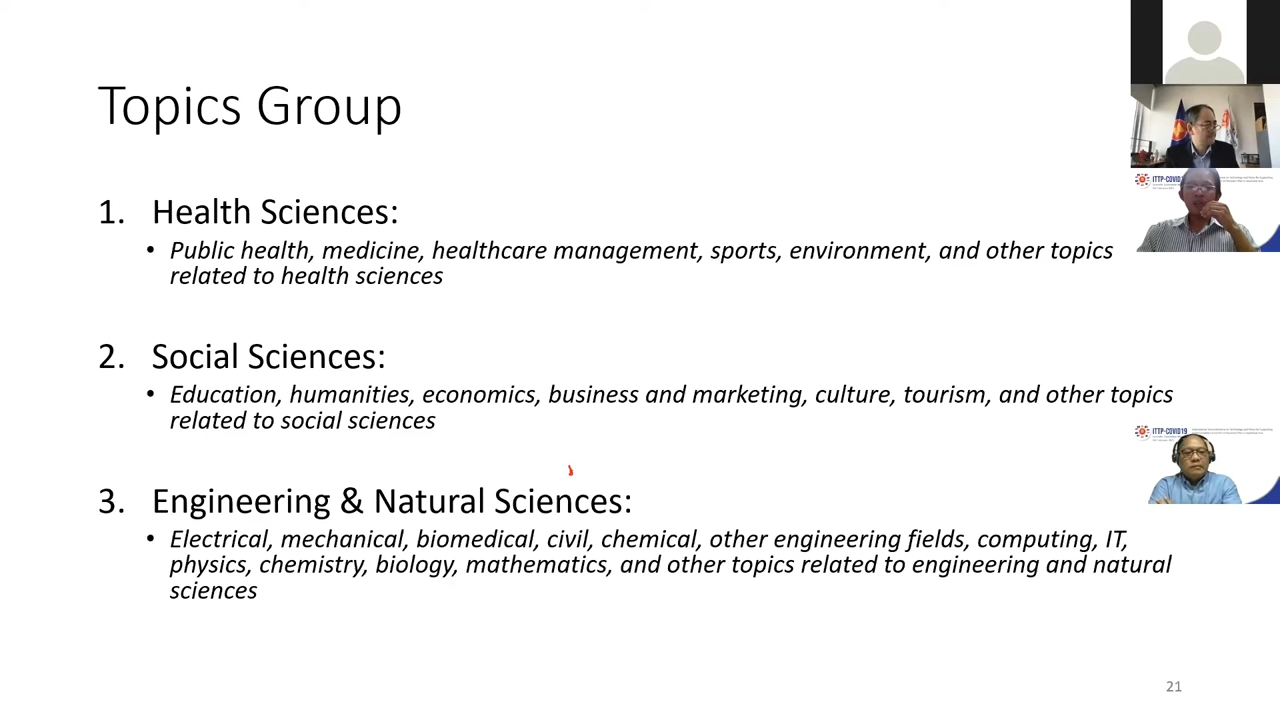 Topics Group
1. Health Sciences:
• Public health, medicine, healthcare management, sports, environment, and other topics
related to health sciences
2. Social Sciences:
• Education, humanities, economics, business and marketing, culture, tourism, and other topics
related to social sciences
3. Engineering & Natural Sciences:
• Electrical, mechanical, biomedical, civil, chemical, other engineering fields, computing, IT,
physics, chemistry, biology, mathematics, and other topics related to engineering and natural
sciences
21
ITTP-COVID19
ITTP-COVID19